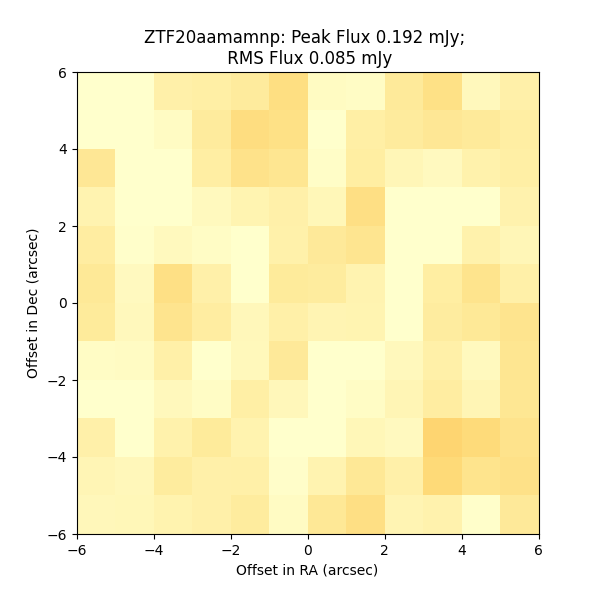 ZTF20aamamnp: Peak Flux 0.192 mJy;
RMS Flux 0.085 mJy
6
4
2
0
−2
−4
−6
Offset in Dec (arcsec)
−6 −4 −2 0 2 4 6
Offset in RA (arcsec)